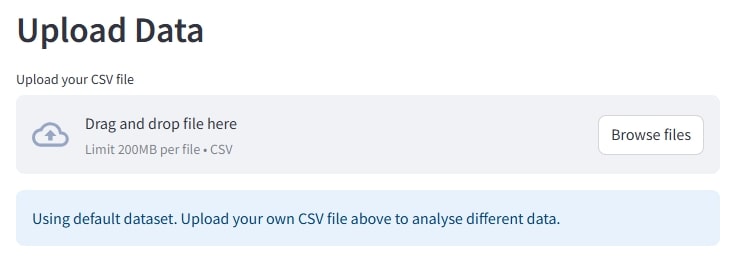 Upload Data
Upload your CSV file
Drag and drop file here
Limit 200MB per file • CSV
Browse files
Using default dataset. Upload your own CSV file above to analyse different data.